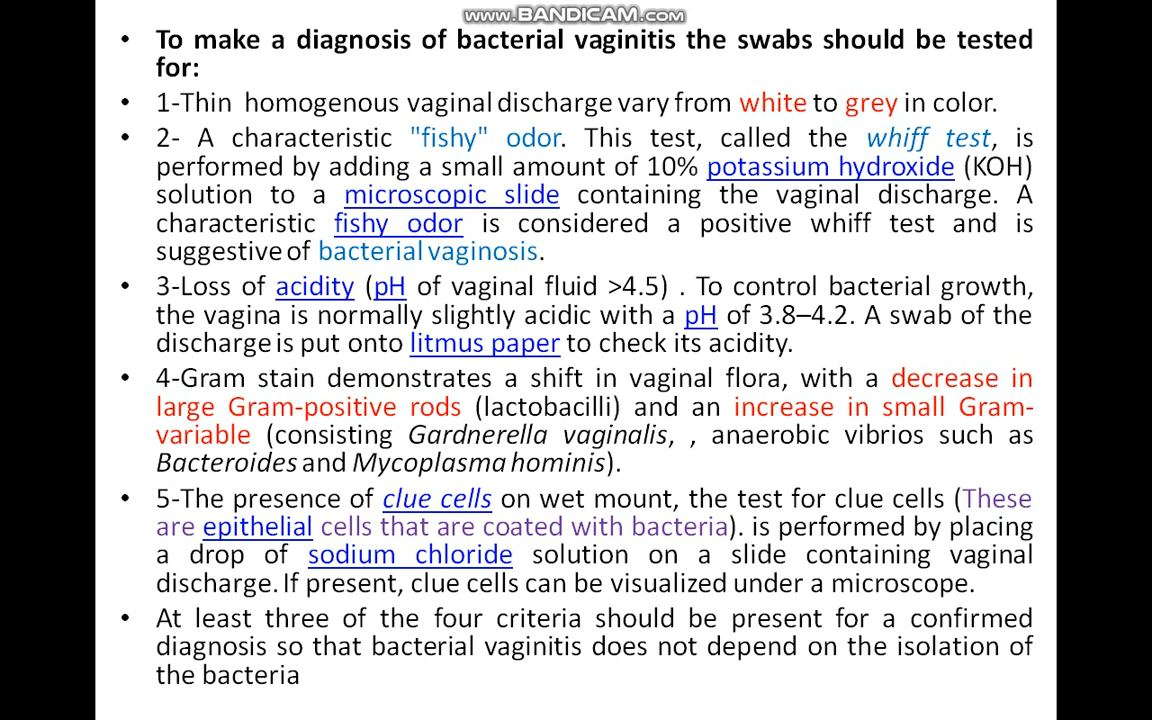 www.BANDICAM.com
• To make a diagnosis of bacterial vaginitis the swabs should be tested
for:
• 1-Thin homogenous vaginal discharge vary from white to grey in color.
• 2- A characteristic "fishy" odor. This test, called the whiff test, is
performed by adding a small amount of 10% potassium hydroxide (KOH)
solution to a microscopic slide containing the vaginal discharge. A
characteristic fishy odor is considered a positive whiff test and is
suggestive of bacterial vaginosis.
• 3-Loss of acidity (pH of vaginal fluid >4.5) . To control bacterial growth,
the vagina is normally slightly acidic with a pH of 3.8–4.2. A swab of the
discharge is put onto litmus paper to check its acidity.
• 4-Gram stain demonstrates a shift in vaginal flora, with a decrease in
large Gram-positive rods (lactobacilli) and an increase in small Gram-
variable (consisting Gardnerella vaginalis, , anaerobic vibrios such as
Bacteroides and Mycoplasma hominis).
• 5-The presence of clue cells on wet mount, the test for clue cells (These
are epithelial cells that are coated with bacteria). is performed by placing
a drop of sodium chloride solution on a slide containing vaginal
discharge. If present, clue cells can be visualized under a microscope.
• At least three of the four criteria should be present for a confirmed
diagnosis so that bacterial vaginitis does not depend on the isolation of
the bacteria